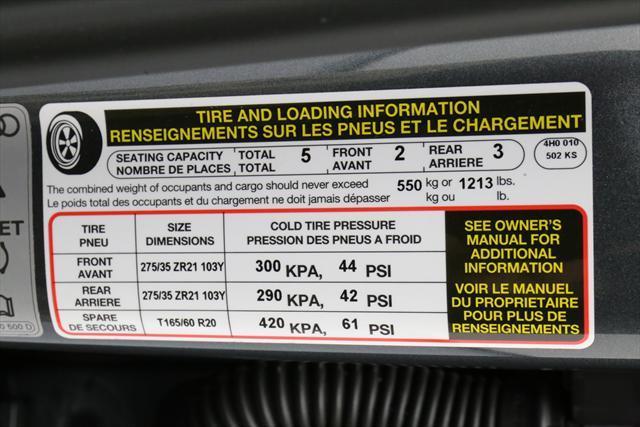 TIRE AND LOADING INFORMATION
RENSEIGNEMENTS SUR LES PNEUS ET LE CHARGEMENT
SEATING CAPACITY TOTAL 5 FRONT 2 REAR 3
NOMBRE DE PLACES TOTAL AVANT ARRIERE
4H0 010
502 KS
The combined weight of occupants and cargo should never exceed 550 kg or 1213 lbs.
Le poids total des occupants et du chargement ne doit jamais dépasser kg ou lb.
TIRE SIZE COLD TIRE PRESSURE
PNEU DIMENSIONS PRESSION DES PNEUS A FROID
FRONT
AVANT 275/35 ZR21 103Y 300 KPA, 44 PSI
REAR
ARRIERE 275/35 ZR21 103Y 290 KPA, 42 PSI
SPARE
DE SECOURS T165/60 R20 420 KPA, 61 PSI
SEE OWNER'S
MANUAL FOR
ADDITIONAL
INFORMATION
VOIR LE MANUEL
DU PROPRIETAIRE
POUR PLUS DE
RENSEIGNEMENTS
ET
0 500 D